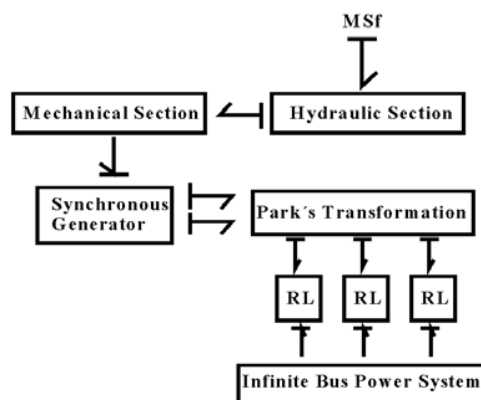 MSf
Mechanical Section
Hydraulic Section
Synchronous
Generator
Park´s Transformation
RL
RL
RL
Infinite Bus Power System